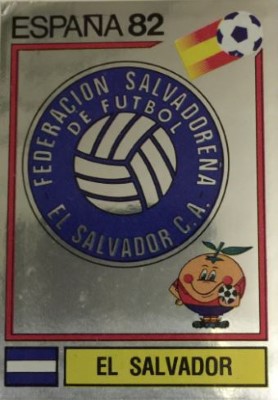 ESPAÑA 82
FEDERACION SALVADOREÑA
DE FUTBOL
EL SALVADOR C.A.
EL SALVADOR